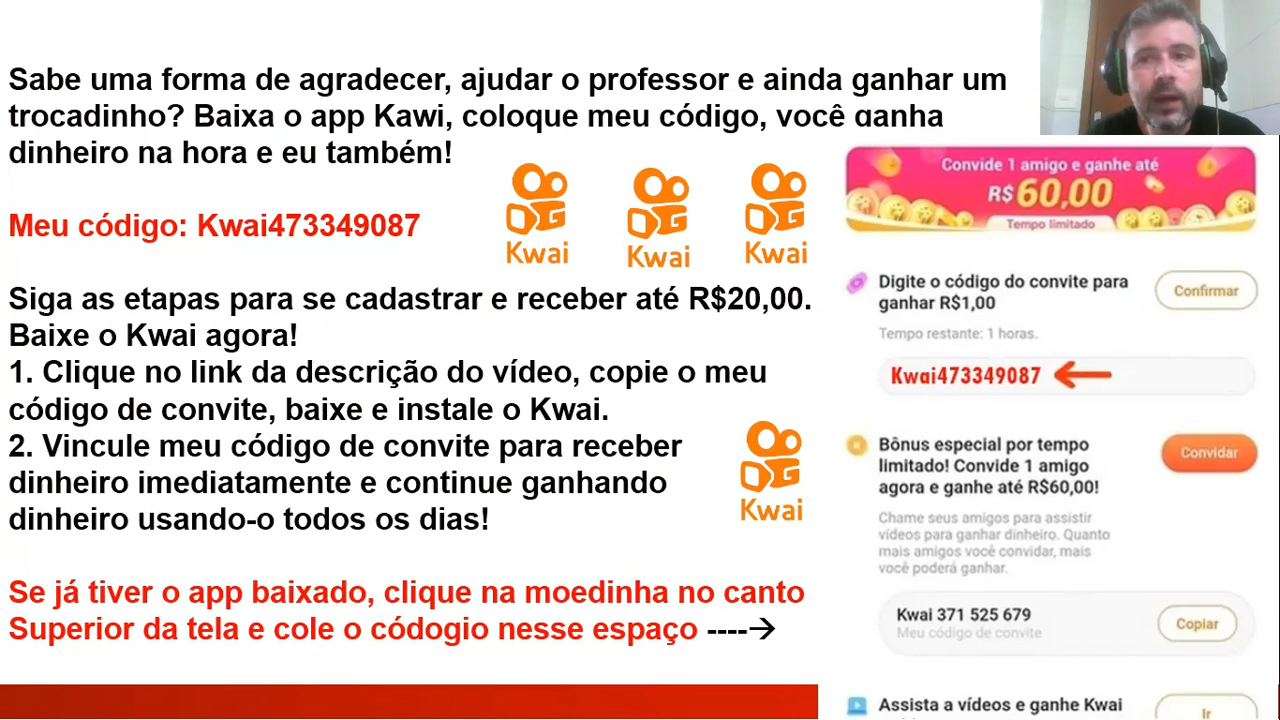 Sabe uma forma de agradecer, ajudar o professor e ainda ganhar um
trocadinho? Baixa o app Kawi, coloque meu código, você ganha
dinheiro na hora e eu também!
Kwai
Kwai
Kwai
Meu código: Kwai473349087
Siga as etapas para se cadastrar e receber até R$20,00.
Baixe o Kwai agora!
1. Clique no link da descrição do vídeo, copie o meu
código de convite, baixe e instale o Kwai.
2. Vincule meu código de convite para receber
dinheiro imediatamente e continue ganhando
dinheiro usando-o todos os dias!
Kwai
Se já tiver o app baixado, clique na moedinha no canto
Superior da tela e cole o códogio nesse espaço ----→
Convide 1 amigo e ganhe até
R$60,00
Tempo limitado
Digite o código do convite para
ganhar R$1,00
Confirmar
Tempo restante: 1 horas.
Kwai473349087
Bônus especial por tempo
limitado! Convide 1 amigo
agora e ganhe até R$60,00!
Convidar
Chame seus amigos para assistir
vídeos para ganhar dinheiro. Quanto
mais amigos você convidar, mais
você poderá ganhar.
Kwai 371 525 679
Meu código de convite
Copiar
Assista a vídeos e ganhe Kwai
Ir